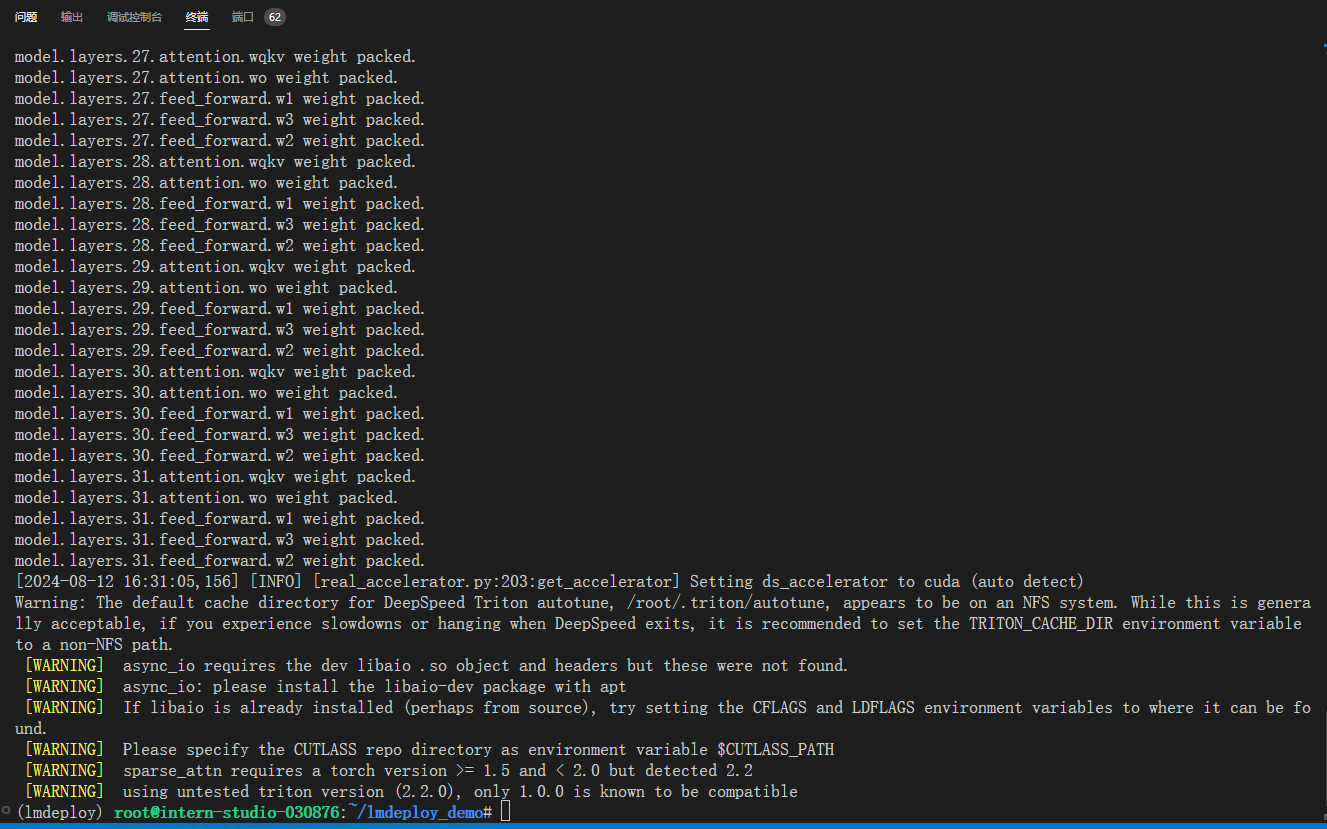 问题 输出 调试控制台 终端 端口 62
model.layers.27.attention.wqkv weight packed.
model.layers.27.attention.wo weight packed.
model.layers.27.feed_forward.w1 weight packed.
model.layers.27.feed_forward.w3 weight packed.
model.layers.27.feed_forward.w2 weight packed.
model.layers.28.attention.wqkv weight packed.
model.layers.28.attention.wo weight packed.
model.layers.28.feed_forward.w1 weight packed.
model.layers.28.feed_forward.w3 weight packed.
model.layers.28.feed_forward.w2 weight packed.
model.layers.29.attention.wqkv weight packed.
model.layers.29.attention.wo weight packed.
model.layers.29.feed_forward.w1 weight packed.
model.layers.29.feed_forward.w3 weight packed.
model.layers.29.feed_forward.w2 weight packed.
model.layers.30.attention.wqkv weight packed.
model.layers.30.attention.wo weight packed.
model.layers.30.feed_forward.w1 weight packed.
model.layers.30.feed_forward.w3 weight packed.
model.layers.30.feed_forward.w2 weight packed.
model.layers.31.attention.wqkv weight packed.
model.layers.31.attention.wo weight packed.
model.layers.31.feed_forward.w1 weight packed.
model.layers.31.feed_forward.w3 weight packed.
model.layers.31.feed_forward.w2 weight packed.
[2024-08-12 16:31:05,156] [INFO] [real_accelerator.py:203:get_accelerator] Setting ds_accelerator to cuda (auto detect)
Warning: The default cache directory for DeepSpeed Triton autotune, /root/.triton/autotune, appears to be on an NFS system. While this is genera
lly acceptable, if you experience slowdowns or hanging when DeepSpeed exits, it is recommended to set the TRITON_CACHE_DIR environment variable
to a non-NFS path.
[WARNING] async_io requires the dev libaio .so object and headers but these were not found.
[WARNING] async_io: please install the libaio-dev package with apt
[WARNING] If libaio is already installed (perhaps from source), try setting the CFLAGS and LDFLAGS environment variables to where it can be fo
und.
[WARNING] Please specify the CUTLASS repo directory as environment variable $CUTLASS_PATH
[WARNING] sparse_attn requires a torch version >= 1.5 and < 2.0 but detected 2.2
[WARNING] using untested triton version (2.2.0), only 1.0.0 is known to be compatible
(lmdeploy) root@intern-studio-030876:~/lmdeploy_demo#